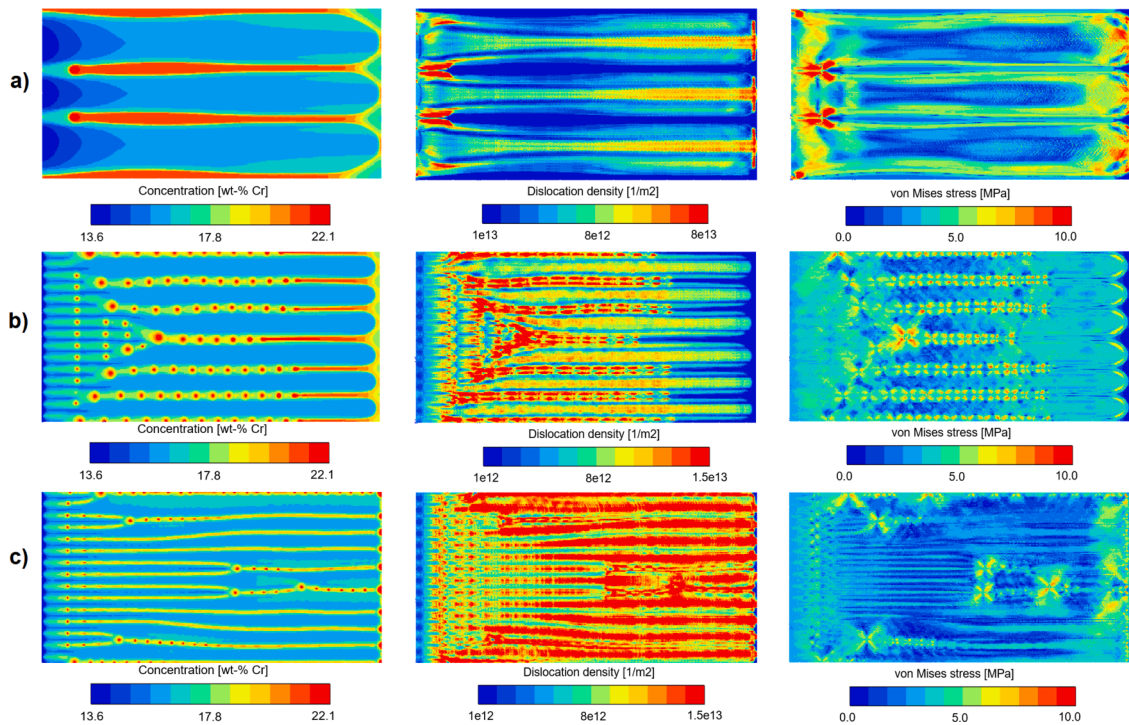 a)
Concentration [wt-% Cr]
13.6 17.8 22.1
Dislocation density [1/m2]
1e13 8e12 8e13
von Mises stress [MPa]
0.0 5.0 10.0
b)
Concentration [wt-% Cr]
13.6 17.8 22.1
Dislocation density [1/m2]
1e12 8e12 1.5e13
von Mises stress [MPa]
0.0 5.0 10.0
c)
Concentration [wt-% Cr]
13.6 17.8 22.1
Dislocation density [1/m2]
1e12 8e12 1.5e13
von Mises stress [MPa]
0.0 5.0 10.0